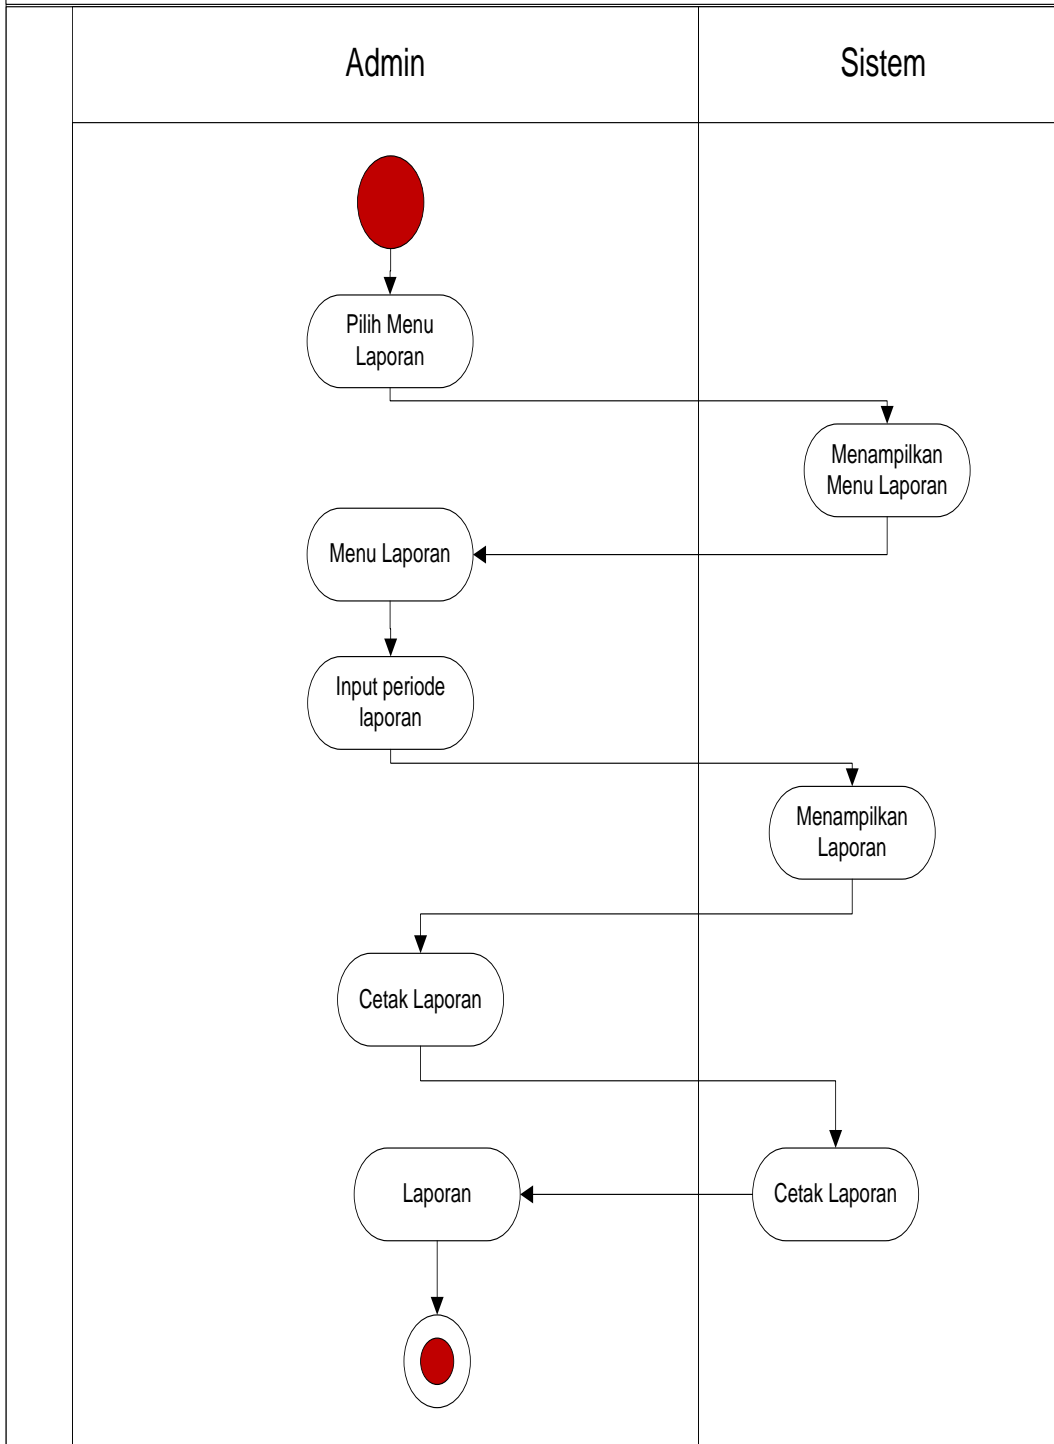 Admin
Sistem
Pilih Menu
Laporan
Menampilkan
Menu Laporan
Menu Laporan
Input periode
laporan
Menampilkan
Laporan
Cetak Laporan
Laporan
Cetak Laporan